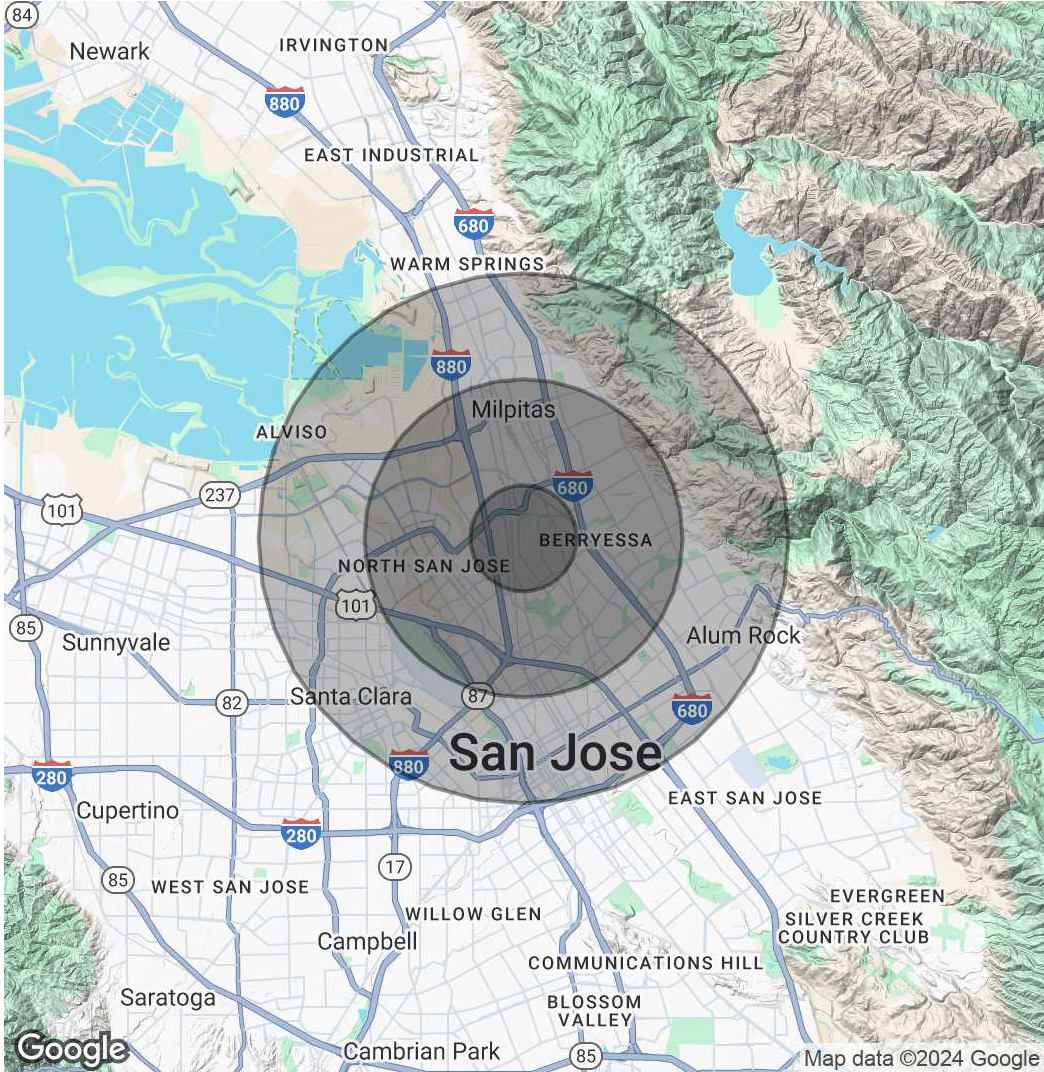 84
Newark
IRVINGTON
880
EAST INDUSTRIAL
680
WARM SPRINGS
880
Milpitas
ALVISO
237
680
101
BERRYESSA
NORTH SAN JOSE
101
85
Sunnyvale
Alum Rock
Santa Clara
87
82
680
San Jose
880
280
EAST SAN JOSE
Cupertino
280
17
85
WEST SAN JOSE
EVERGREEN
WILLOW GLEN
SILVER CREEK
COUNTRY CLUB
Campbell
COMMUNICATIONS HILL
Saratoga
BLOSSOM
VALLEY
Google
Cambrian Park
85
Map data ©2024 Google